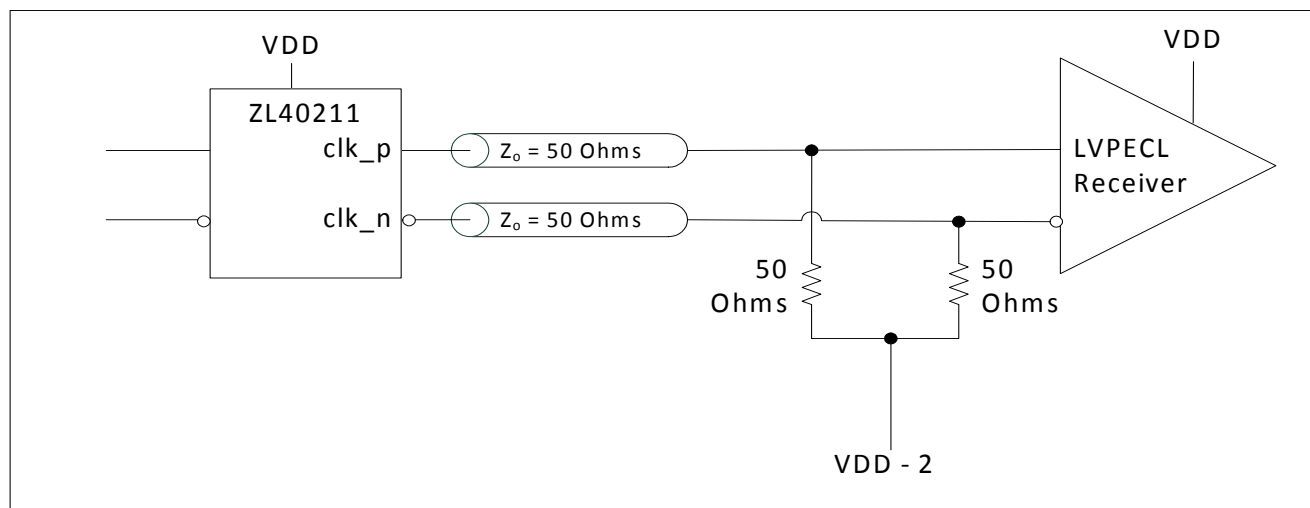 VDD
VDD
ZL40211
clk_p
Zₒ = 50 Ohms
LVPECL
Receiver
clk_n
Zₒ = 50 Ohms
50
Ohms
50
Ohms
VDD - 2